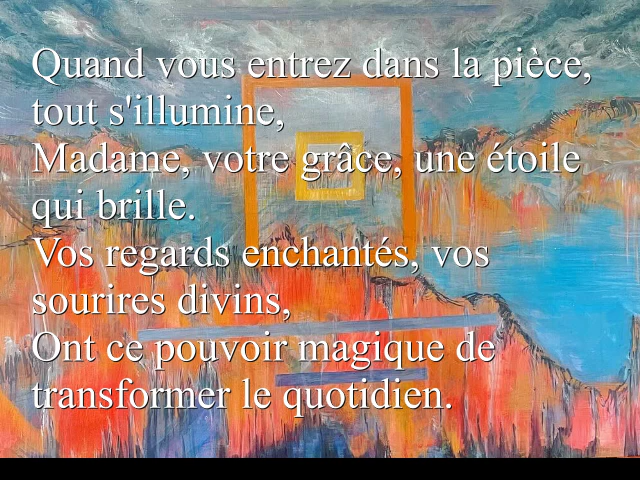 Quand vous entrez dans la pièce,
tout s'illumine,
Madame, votre grâce, une étoile
qui brille.
Vos regards enchantés, vos
sourires divins,
Ont ce pouvoir magique de
transformer le quotidien.